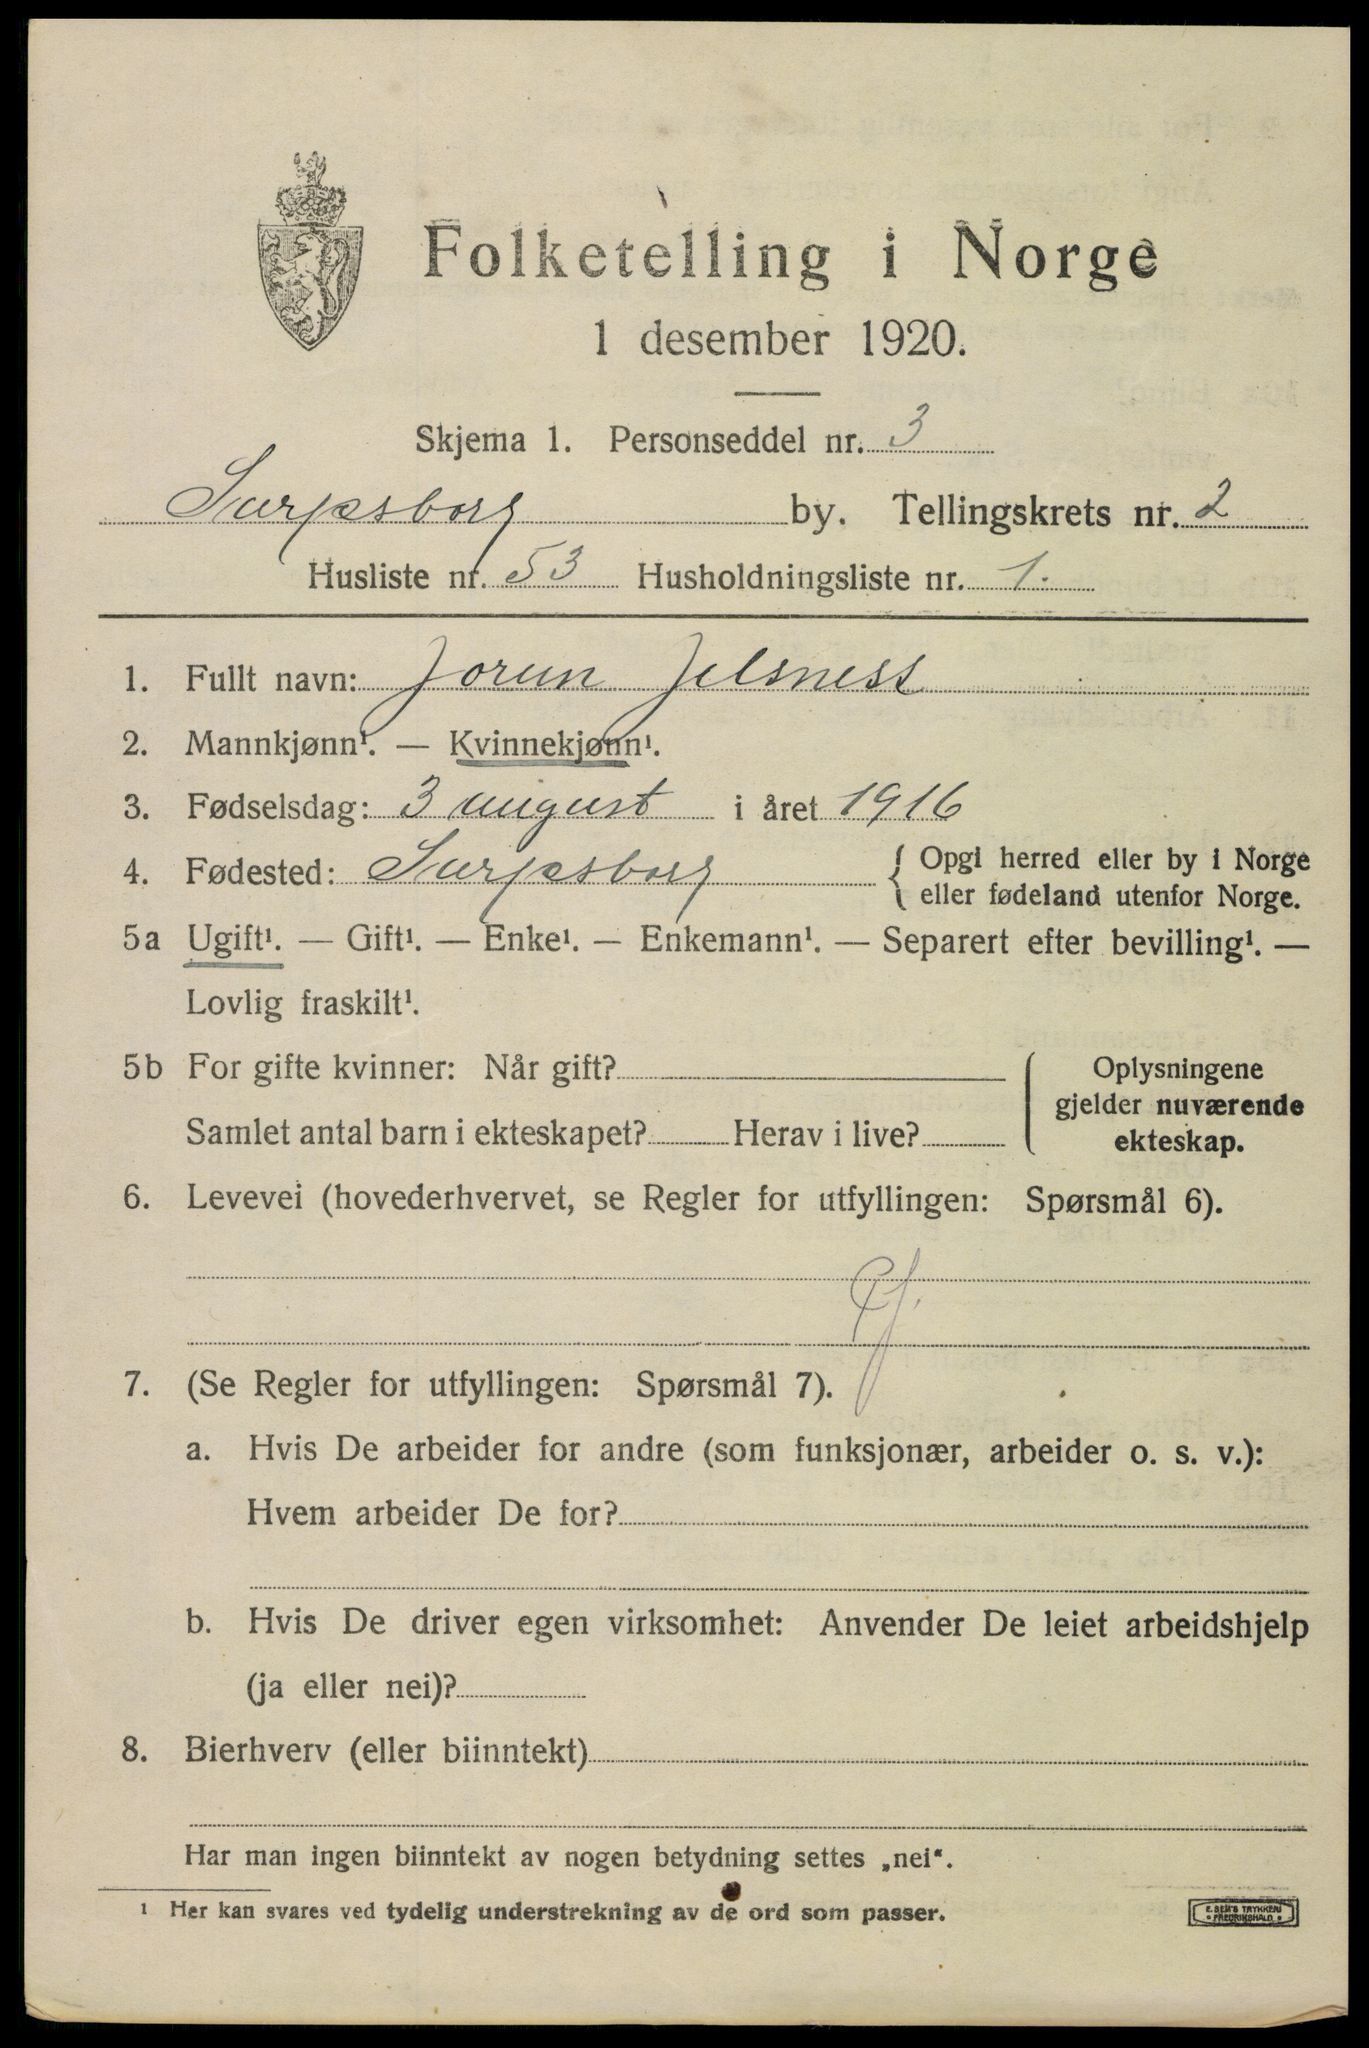 Folketelling i Norge
1 desember 1920.
Skjema 1. Personseddel nr. 3
Sarpsborg by. Tellingskrets nr. 2
Husliste nr. 53 Husholdningsliste nr. 1.
1. Fullt navn: Jorun Jelsness
2. Mannkjønn¹. — Kvinnekjønn¹.
3. Fødselsdag: 3 august i året 1916
4. Fødested: Sarpsborg { Opgi herred eller by i Norge
eller fødeland utenfor Norge.
5a Ugift¹. — Gift¹. — Enke¹. — Enkemann¹. — Separert efter bevilling¹. —
Lovlig fraskilt¹.
5b For gifte kvinner: Når gift?
Samlet antal barn i ekteskapet? Herav i live?
Oplysningene
gjelder nuværende
ekteskap.
6. Levevei (hovederhvervet, se Regler for utfyllingen: Spørsmål 6).
7. (Se Regler for utfyllingen: Spørsmål 7).
a. Hvis De arbeider for andre (som funksjonær, arbeider o. s. v.):
Hvem arbeider De for?
b. Hvis De driver egen virksomhet: Anvender De leiet arbeidshjelp
(ja eller nei)?
8. Bierhverv (eller biinntekt)
Har man ingen biinntekt av nogen betydning settes „nei“.
¹ Her kan svares ved tydelig understrekning av de ord som passer.
E. SEM'S TRYKKERI
• FREDRIKSHALD •